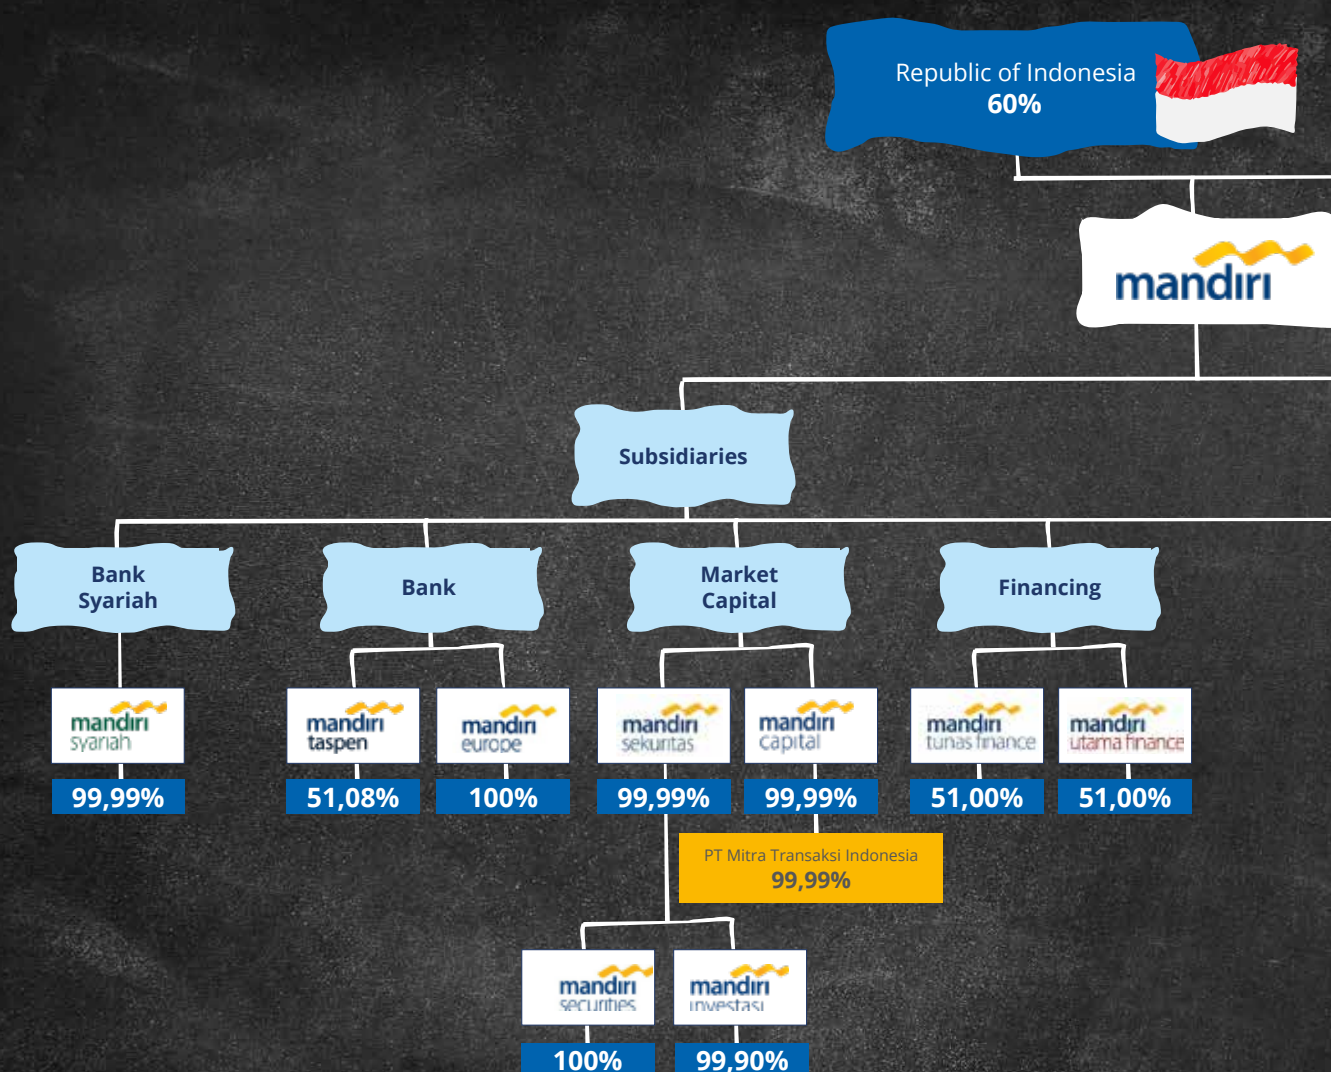 Republic of Indonesia
60%
mandiri
Subsidiaries
Bank
Syariah
Bank
Market
Capital
Financing
mandiri
syariah
mandiri
taspen
mandiri
europe
mandiri
sekuritas
mandiri
capital
mandiri
tunas finance
mandiri
utama finance
99,99%
51,08%
100%
99,99%
99,99%
51,00%
51,00%
PT Mitra Transaksi Indonesia
99,99%
mandiri
securities
mandiri
investasi
100%
99,90%